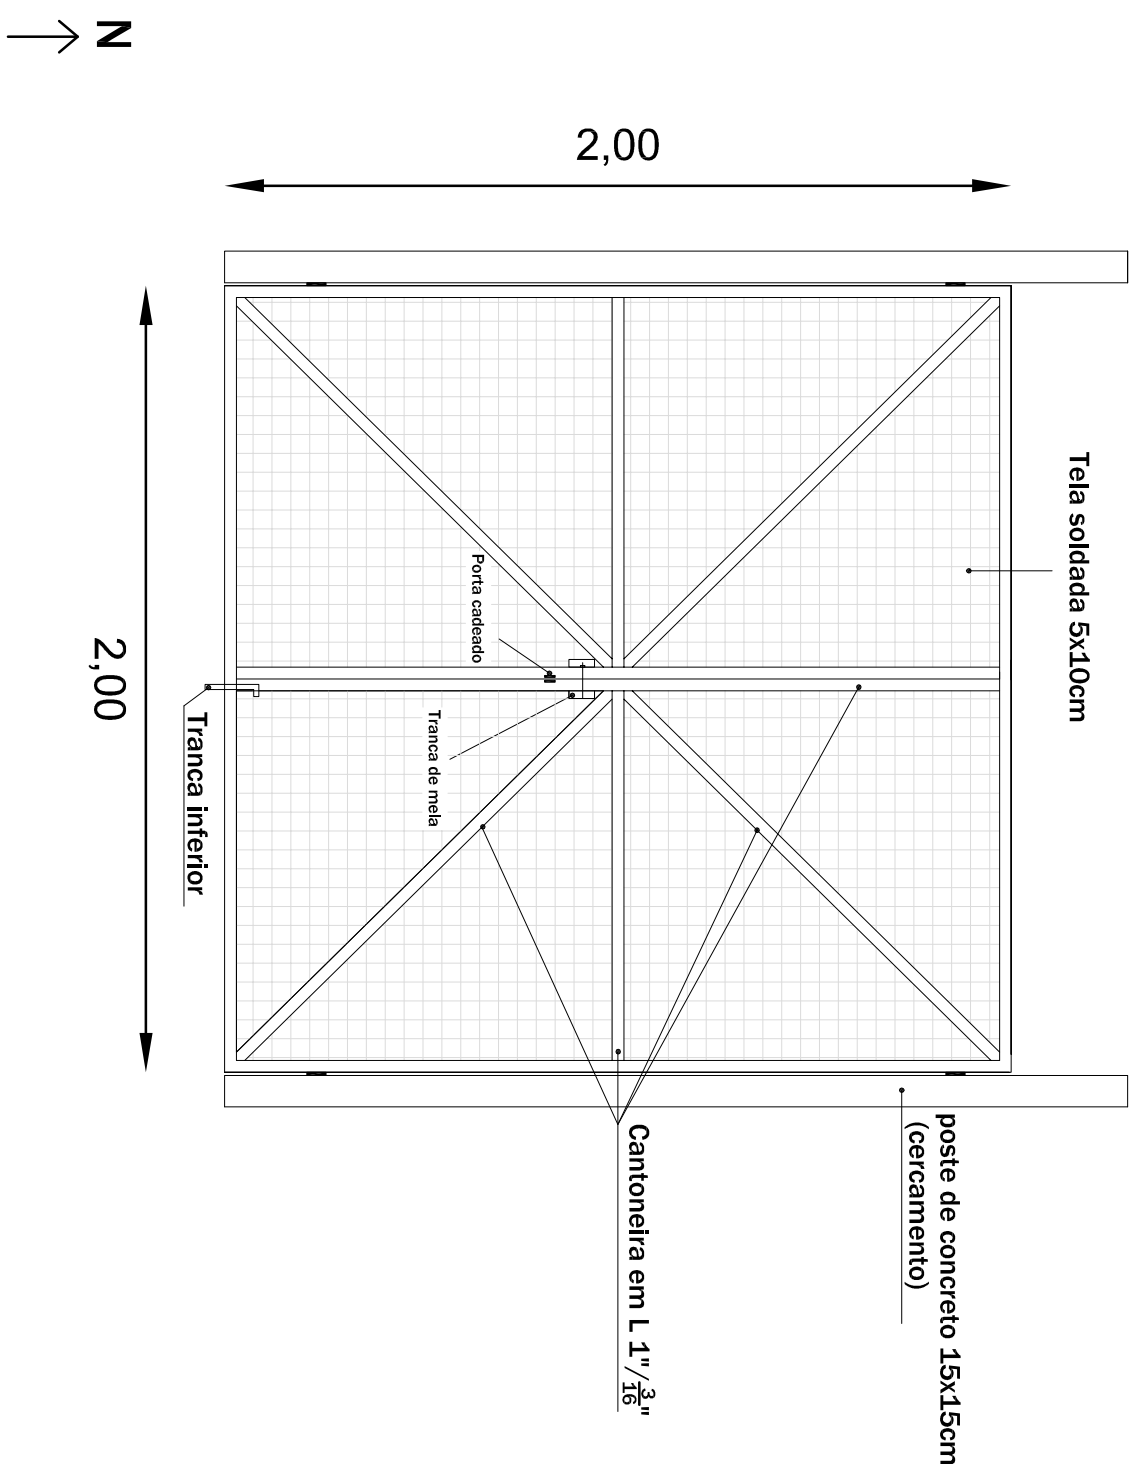 N
2,00
2,00
Tela soldada 5x10cm
Porta cadeado
Tranca de mela
Tranca inferior
poste de concreto 15x15cm
(cercamento)
Cantoneira em L 1"/3/16"